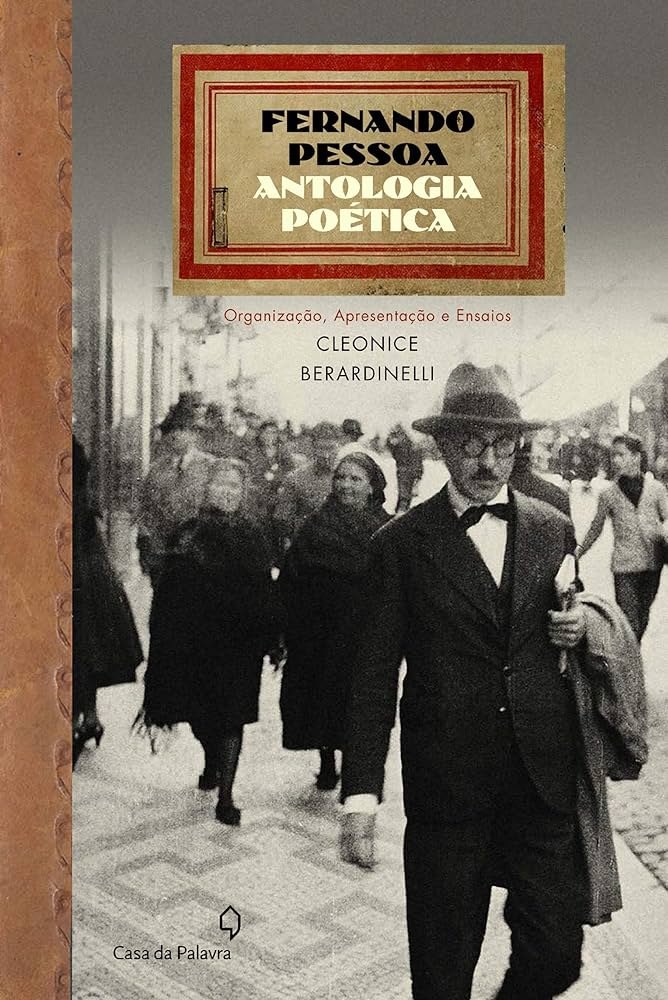 FERNANDO
PESSOA
ANTOLOGIA
POÉTICA
Organização, Apresentação e Ensaios
CLEONICE
BERARDINELLI
Casa da Palavra